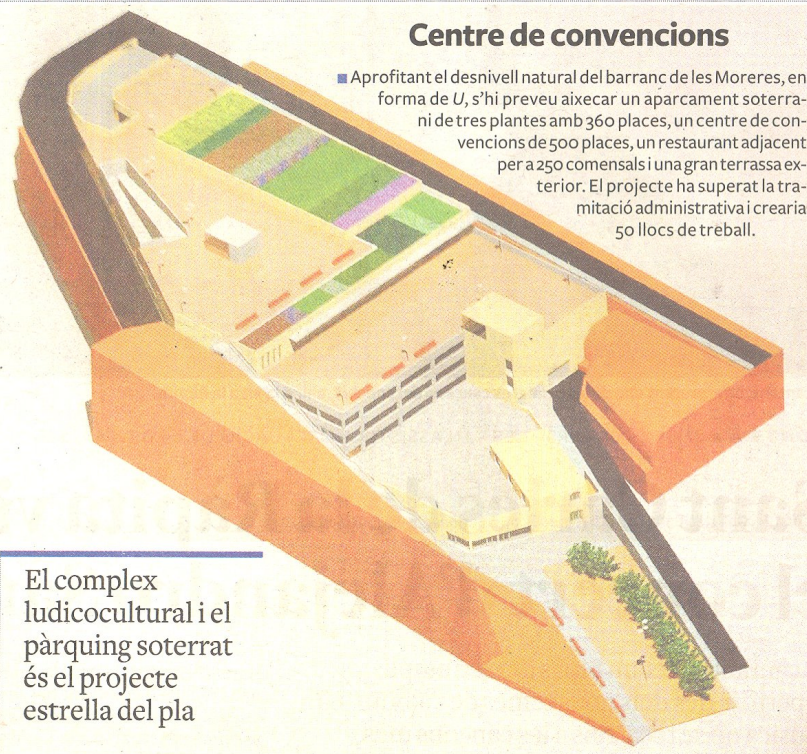 Centre de convencions
■ Aprofitant el desnivell natural del barranc de les Moreres, en
forma de U, s'hi preveu aixecar un aparcament soterra-
ni de tres plantes amb 360 places, un centre de con-
vencions de 500 places, un restaurant adjacent
per a 250 comensals i una gran terrassa ex-
terior. El projecte ha superat la tra-
mitació administrativa i crearia
50 llocs de treball.
El complex
ludicocultural i el
pàrquing soterrat
és el projecte
estrella del pla